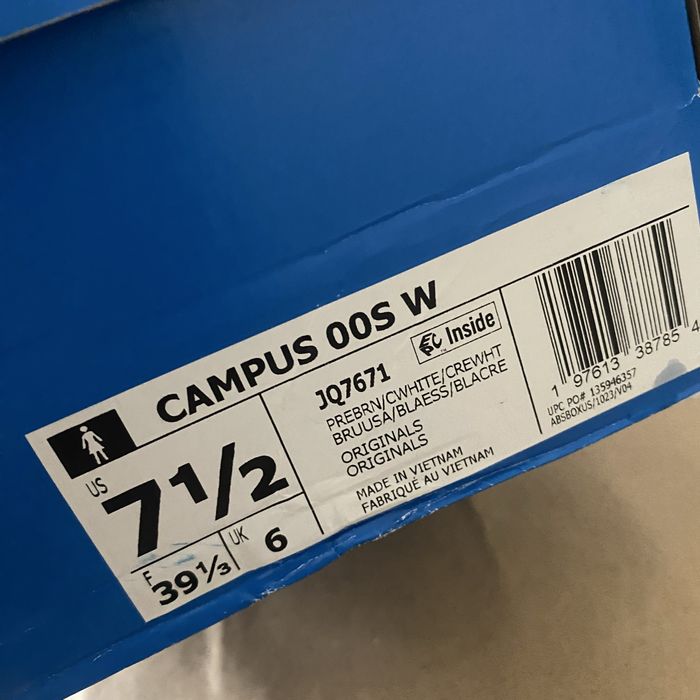 CAMPUS 00S W
US
7 1/2
F
39 1/3
UK
6
JQ7671
EC Inside
PREBRN/CWHITE/CREWHT
BRUUSA/BLAESS/BLACRE
ORIGINALS
ORIGINALS
MADE IN VIETNAM
FABRIQUÉ AU VIETNAM
1 97613 38785 4
UPC PO# 135946357
ABSBOXUS/1023/V04